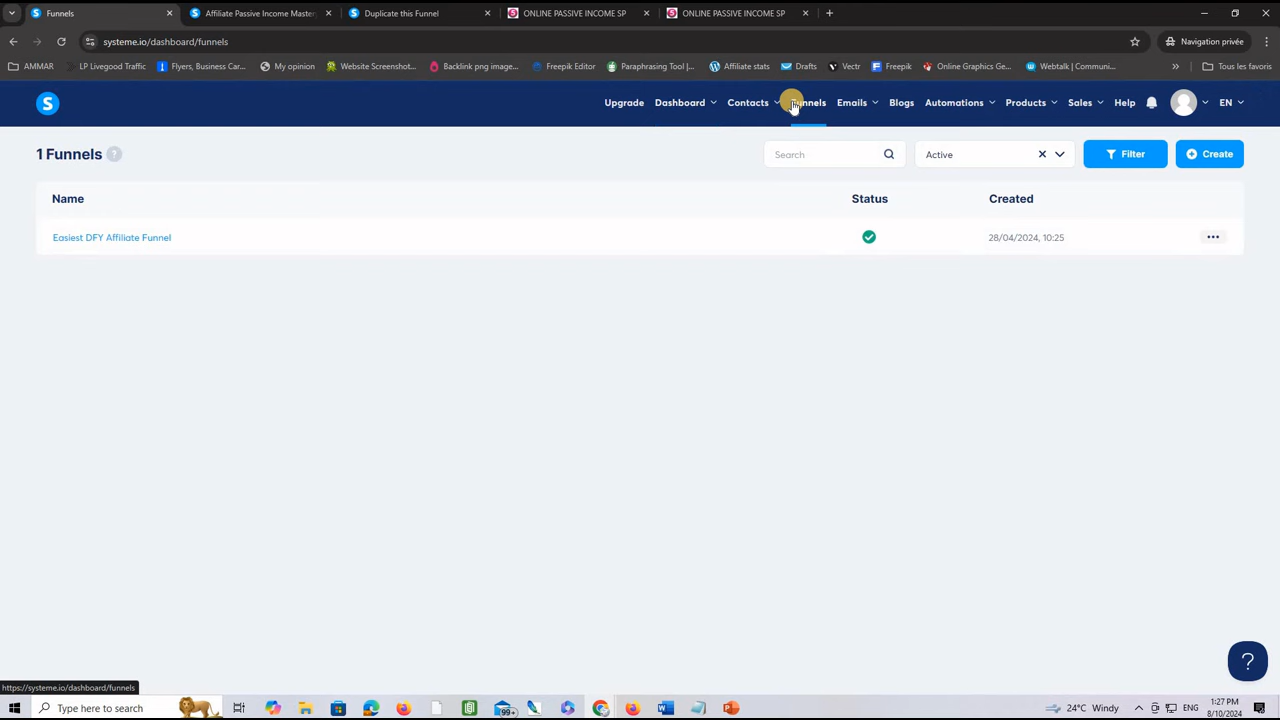 Funnels
Affiliate Passive Income Master
Duplicate this Funnel
ONLINE PASSIVE INCOME SP
ONLINE PASSIVE INCOME SP
systeme.io/dashboard/funnels
Navigation privée
AMMAR
LP Livegood Traffic
Flyers, Business Car...
My opinion
Website Screenshot...
Backlink png image...
Freepik Editor
Paraphrasing Tool |...
Affiliate stats
Drafts
Vectr
Freepik
Online Graphics Ge...
Webtalk | Communi...
Tous les favoris
S
Upgrade
Dashboard
Contacts
Funnels
Emails
Blogs
Automations
Products
Sales
Help
EN
1 Funnels ?
Search
Active
Filter
Create
Name
Status
Created
Easiest DFY Affiliate Funnel
28/04/2024, 10:25
?
https://systeme.io/dashboard/funnels
Type here to search
99+
24°C Windy
ENG
1:27 PM
8/10/2024